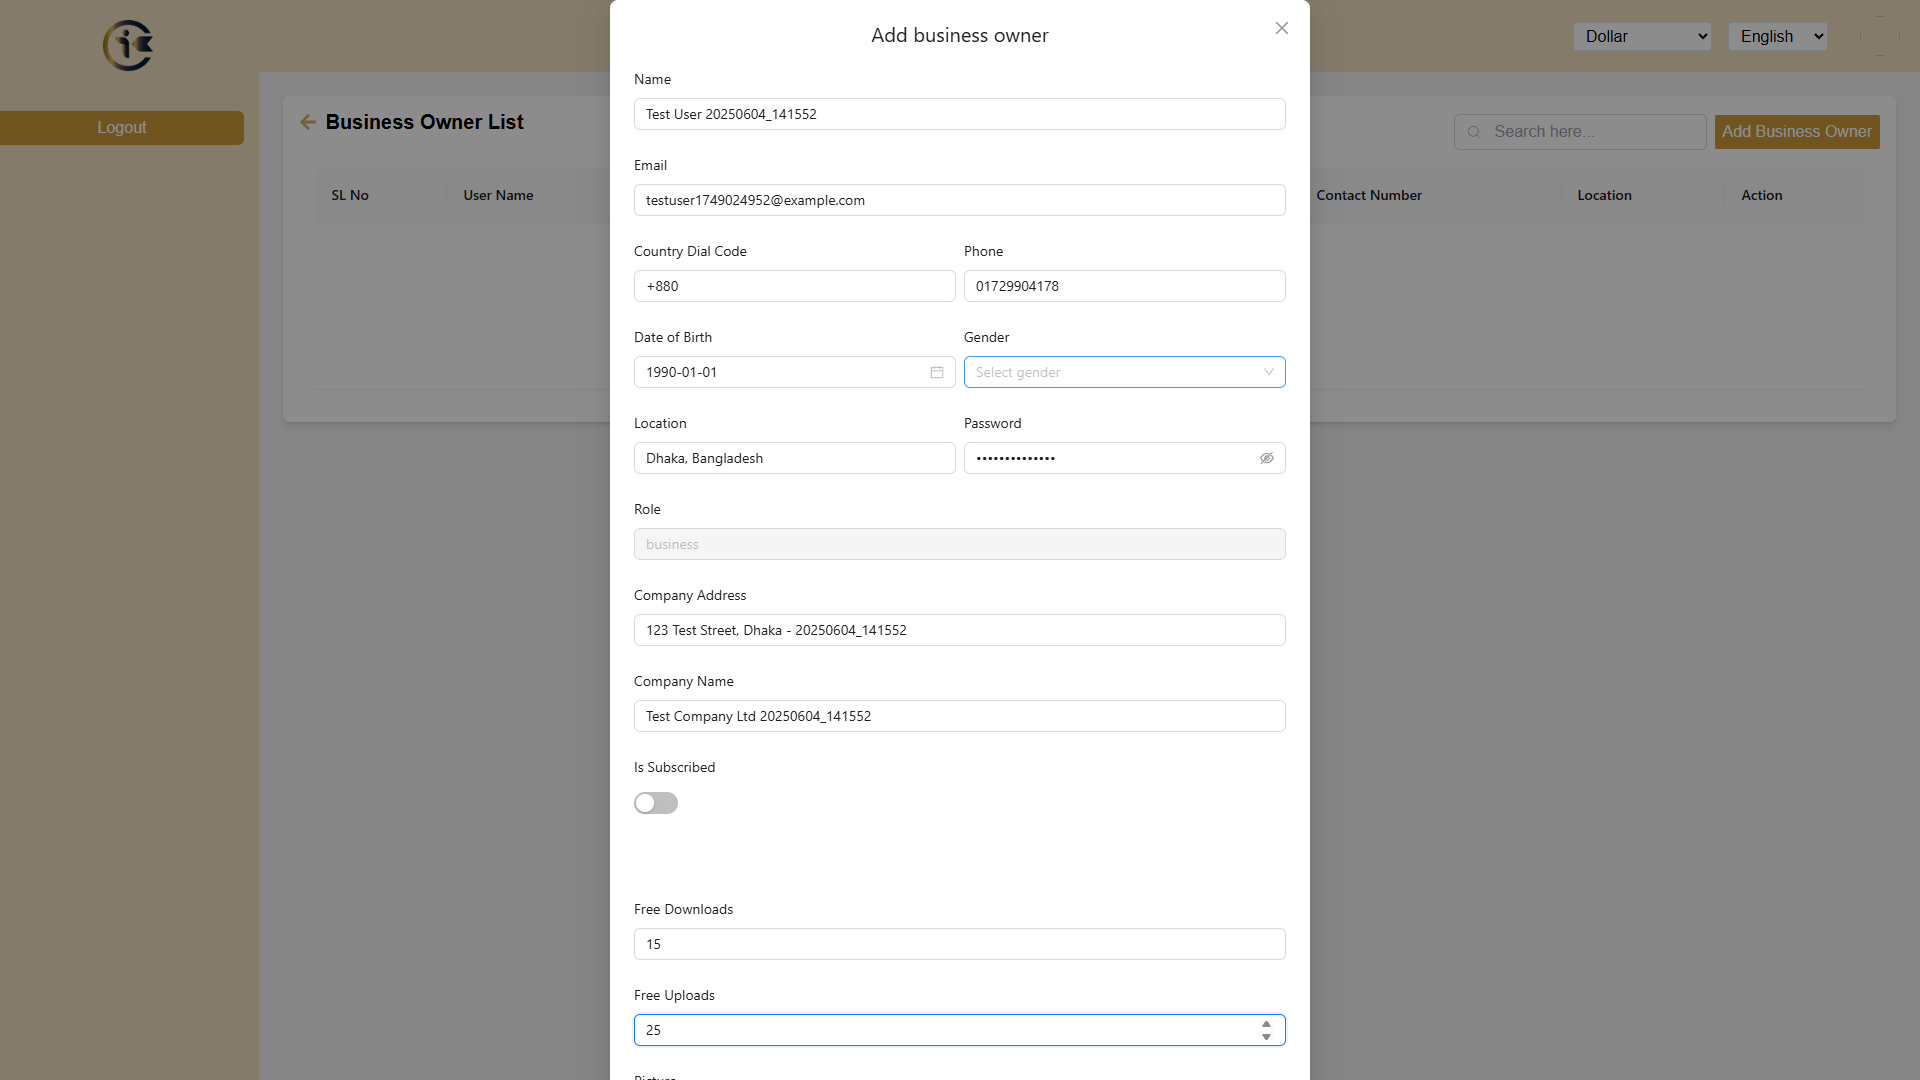 Add business owner
Dollar
English
Logout
Business Owner List
Search here...
Add Business Owner
SL No
User Name
Contact Number
Location
Action
Name
Test User 20250604_141552
Email
testuser1749024952@example.com
Country Dial Code
Phone
+880
01729904178
Date of Birth
Gender
1990-01-01
Select gender
Location
Password
Dhaka, Bangladesh
••••••••••••••
Role
business
Company Address
123 Test Street, Dhaka - 20250604_141552
Company Name
Test Company Ltd 20250604_141552
Is Subscribed
Free Downloads
15
Free Uploads
25
Picture